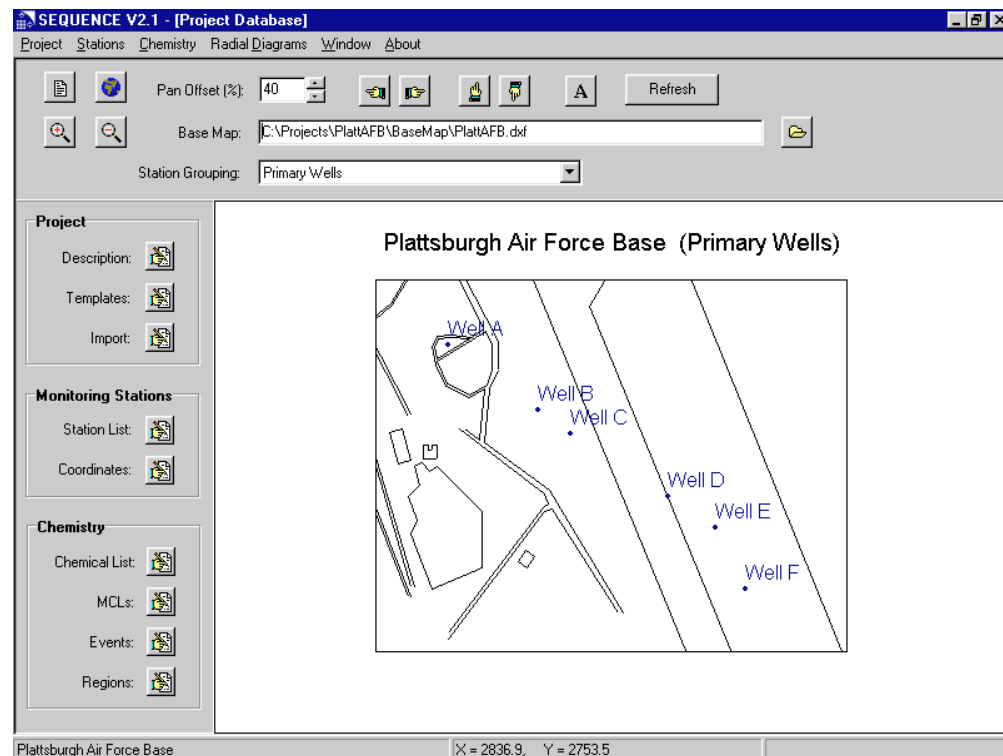 SEQUENCE V2.1 - [Project Database]
Project Stations Chemistry Radial Diagrams Window About
Pan Offset (%): 40 A Refresh
Base Map: C:\Projects\PlattAFB\BaseMap\PlattAFB.dxf
Station Grouping: Primary Wells
Project
Description:
Templates:
Import:
Monitoring Stations
Station List:
Coordinates:
Chemistry
Chemical List:
MCLs:
Events:
Regions:
Plattsburgh Air Force Base (Primary Wells)
Well A
Well B
Well C
Well D
Well E
Well F
Plattsburgh Air Force Base X = 2836.9, Y = 2753.5